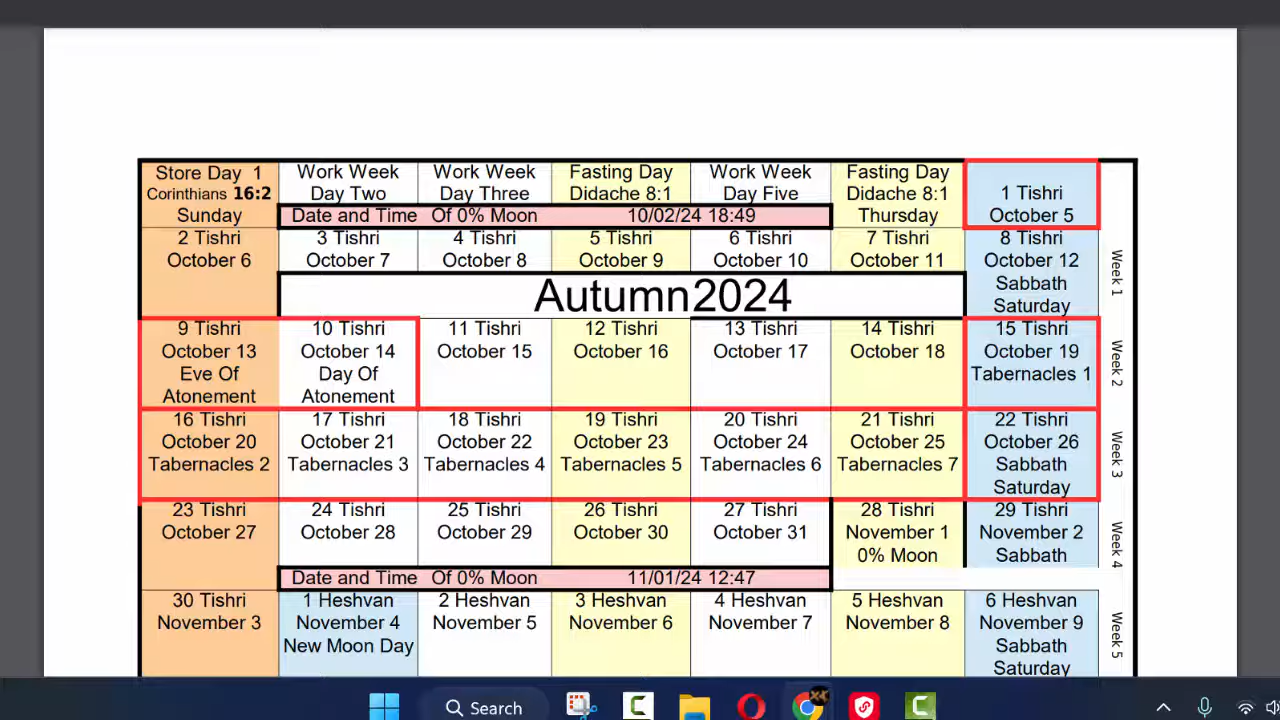 Store Day 1
Corinthians 16:2
Sunday
Work Week
Day Two
Work Week
Day Three
Fasting Day
Didache 8:1
Work Week
Day Five
Fasting Day
Didache 8:1
Thursday
1 Tishri
October 5
Date and Time Of 0% Moon 10/02/24 18:49
2 Tishri
October 6
3 Tishri
October 7
4 Tishri
October 8
5 Tishri
October 9
6 Tishri
October 10
7 Tishri
October 11
8 Tishri
October 12
Sabbath
Saturday
Week 1
Autumn2024
9 Tishri
October 13
Eve Of
Atonement
10 Tishri
October 14
Day Of
Atonement
11 Tishri
October 15
12 Tishri
October 16
13 Tishri
October 17
14 Tishri
October 18
15 Tishri
October 19
Tabernacles 1
Week 2
16 Tishri
October 20
Tabernacles 2
17 Tishri
October 21
Tabernacles 3
18 Tishri
October 22
Tabernacles 4
19 Tishri
October 23
Tabernacles 5
20 Tishri
October 24
Tabernacles 6
21 Tishri
October 25
Tabernacles 7
22 Tishri
October 26
Sabbath
Saturday
Week 3
23 Tishri
October 27
24 Tishri
October 28
25 Tishri
October 29
26 Tishri
October 30
27 Tishri
October 31
28 Tishri
November 1
0% Moon
29 Tishri
November 2
Sabbath
Week 4
Date and Time Of 0% Moon 11/01/24 12:47
30 Tishri
November 3
1 Heshvan
November 4
New Moon Day
2 Heshvan
November 5
3 Heshvan
November 6
4 Heshvan
November 7
5 Heshvan
November 8
6 Heshvan
November 9
Sabbath
Saturday
Week 5
Search